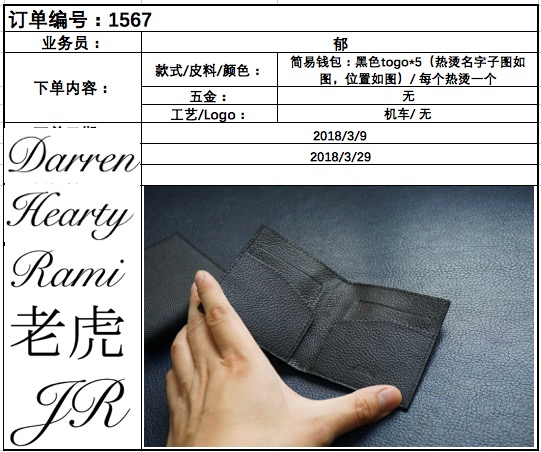 订单编号：1567
业务员：
郁
下单内容：
款式/皮料/颜色：
简易钱包：黑色togo*5（热烫名字子图如
图，位置如图）/ 每个热烫一个
五金：
无
工艺/Logo：
机车/ 无
2018/3/9
2018/3/29
Darren
Hearty
Rami
老虎
JR